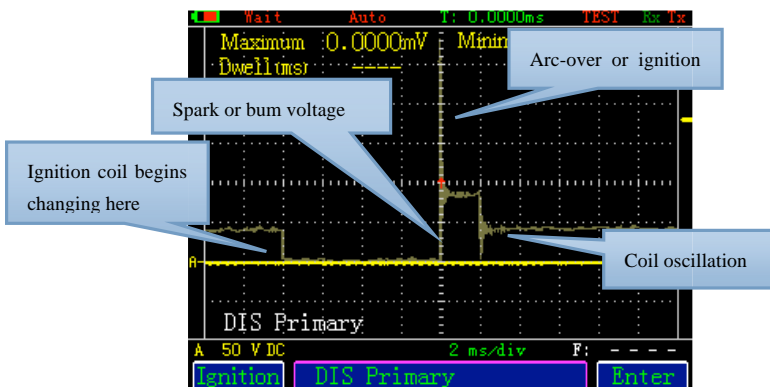 Wait Auto T: 0.0000ms TEST Rx Tx
Maximum :0.0000mV Minim
Dwell(ms) ----
Arc-over or ignition
Spark or bum voltage
Ignition coil begins
changing here
Coil oscillation
A
DIS Primary
A 50 V DC 2 ms/div F: ----
Ignition DIS Primary Enter